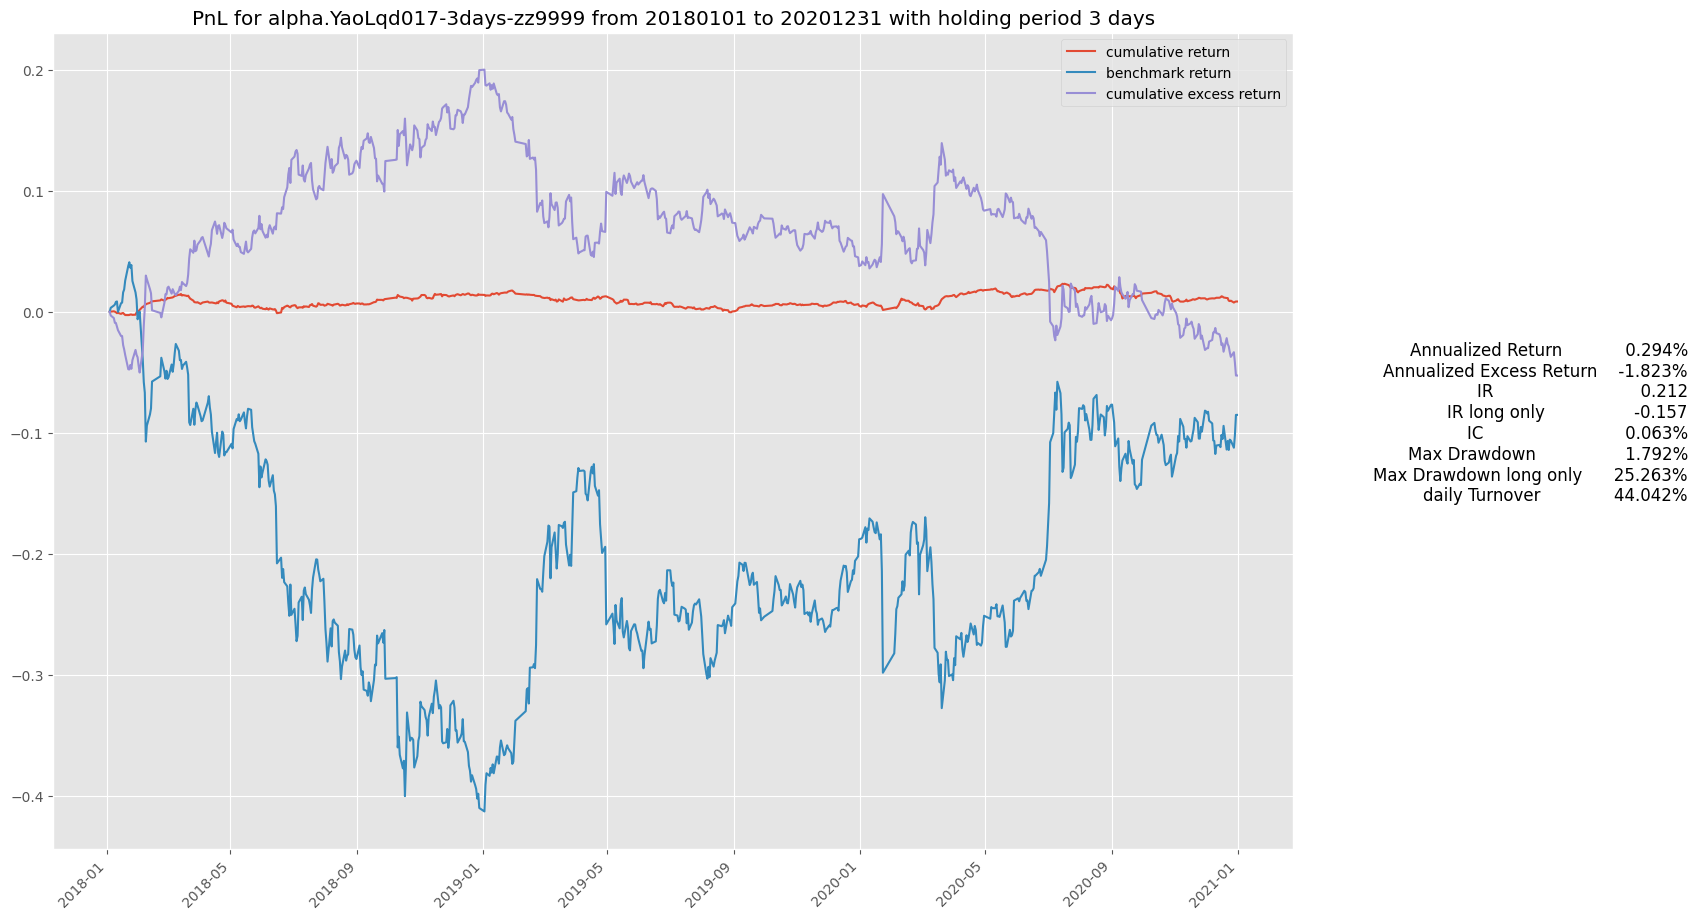 PnL for alpha.YaoLqd017-3days-zz9999 from 20180101 to 20201231 with holding period 3 days
cumulative return
benchmark return
cumulative excess return
0.2
0.1
0.0
−0.1
−0.2
−0.3
−0.4
2018-01
2018-05
2018-09
2019-01
2019-05
2019-09
2020-01
2020-05
2020-09
2021-01
Annualized Return 0.294%
Annualized Excess Return -1.823%
IR 0.212
IR long only -0.157
IC 0.063%
Max Drawdown 1.792%
Max Drawdown long only 25.263%
daily Turnover 44.042%